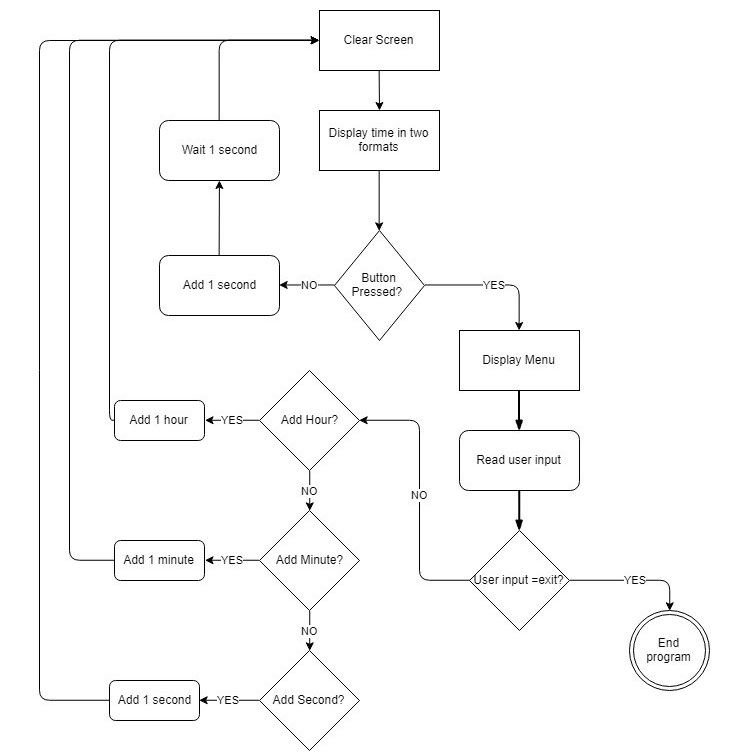 Clear Screen
Display time in two
formats
Wait 1 second
Button
Pressed?
NO
Add 1 second
YES
Display Menu
Read user input
User input =exit?
YES
End
program
NO
Add Hour?
YES
Add 1 hour
NO
Add Minute?
YES
Add 1 minute
NO
Add Second?
YES
Add 1 second